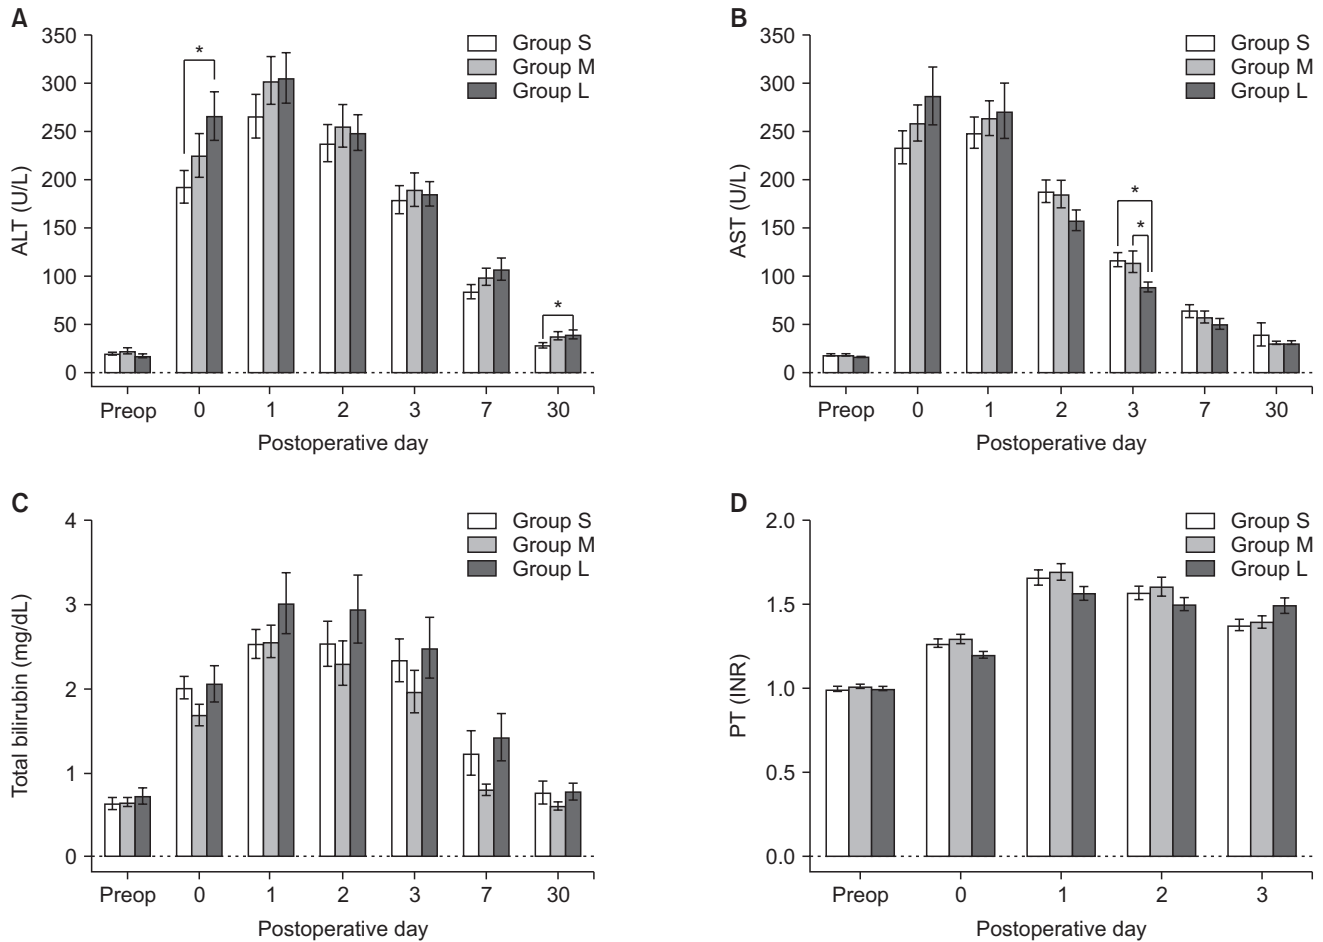 A
350
300
250
200
150
100
50
0
ALT (U/L)
Group S
Group M
Group L
*
*
Preop 0 1 2 3 7 30
Postoperative day
B
350
300
250
200
150
100
50
0
AST (U/L)
Group S
Group M
Group L
*
*
Preop 0 1 2 3 7 30
Postoperative day
C
4
3
2
1
0
Total bilirubin (mg/dL)
Group S
Group M
Group L
Preop 0 1 2 3 7 30
Postoperative day
D
2.0
1.5
1.0
0.5
0.0
PT (INR)
Group S
Group M
Group L
Preop 0 1 2 3
Postoperative day